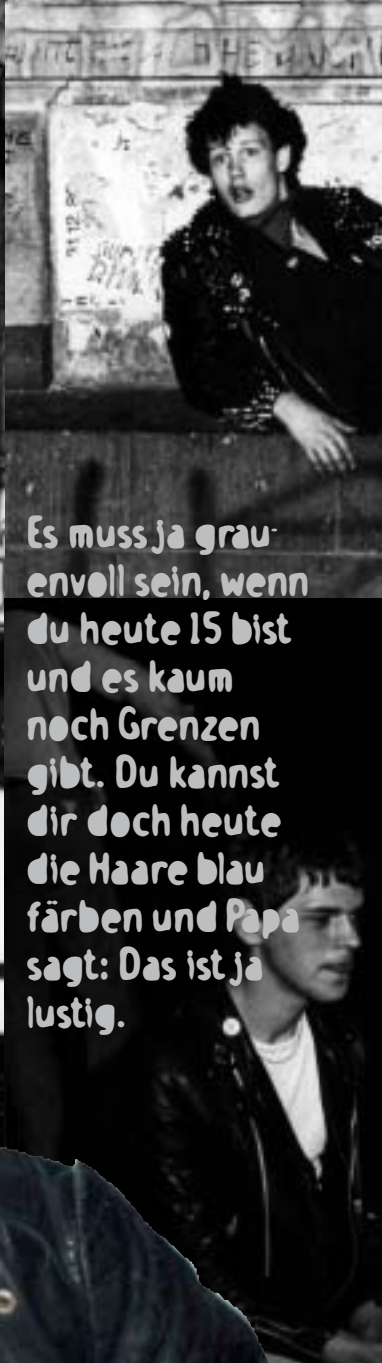 Es muss ja grau-
envoll sein, wenn
du heute 15 bist
und es kaum
noch Grenzen
gibt. Du kannst
dir doch heute
die Haare blau
färben und Papa
sagt: Das ist ja
lustig.